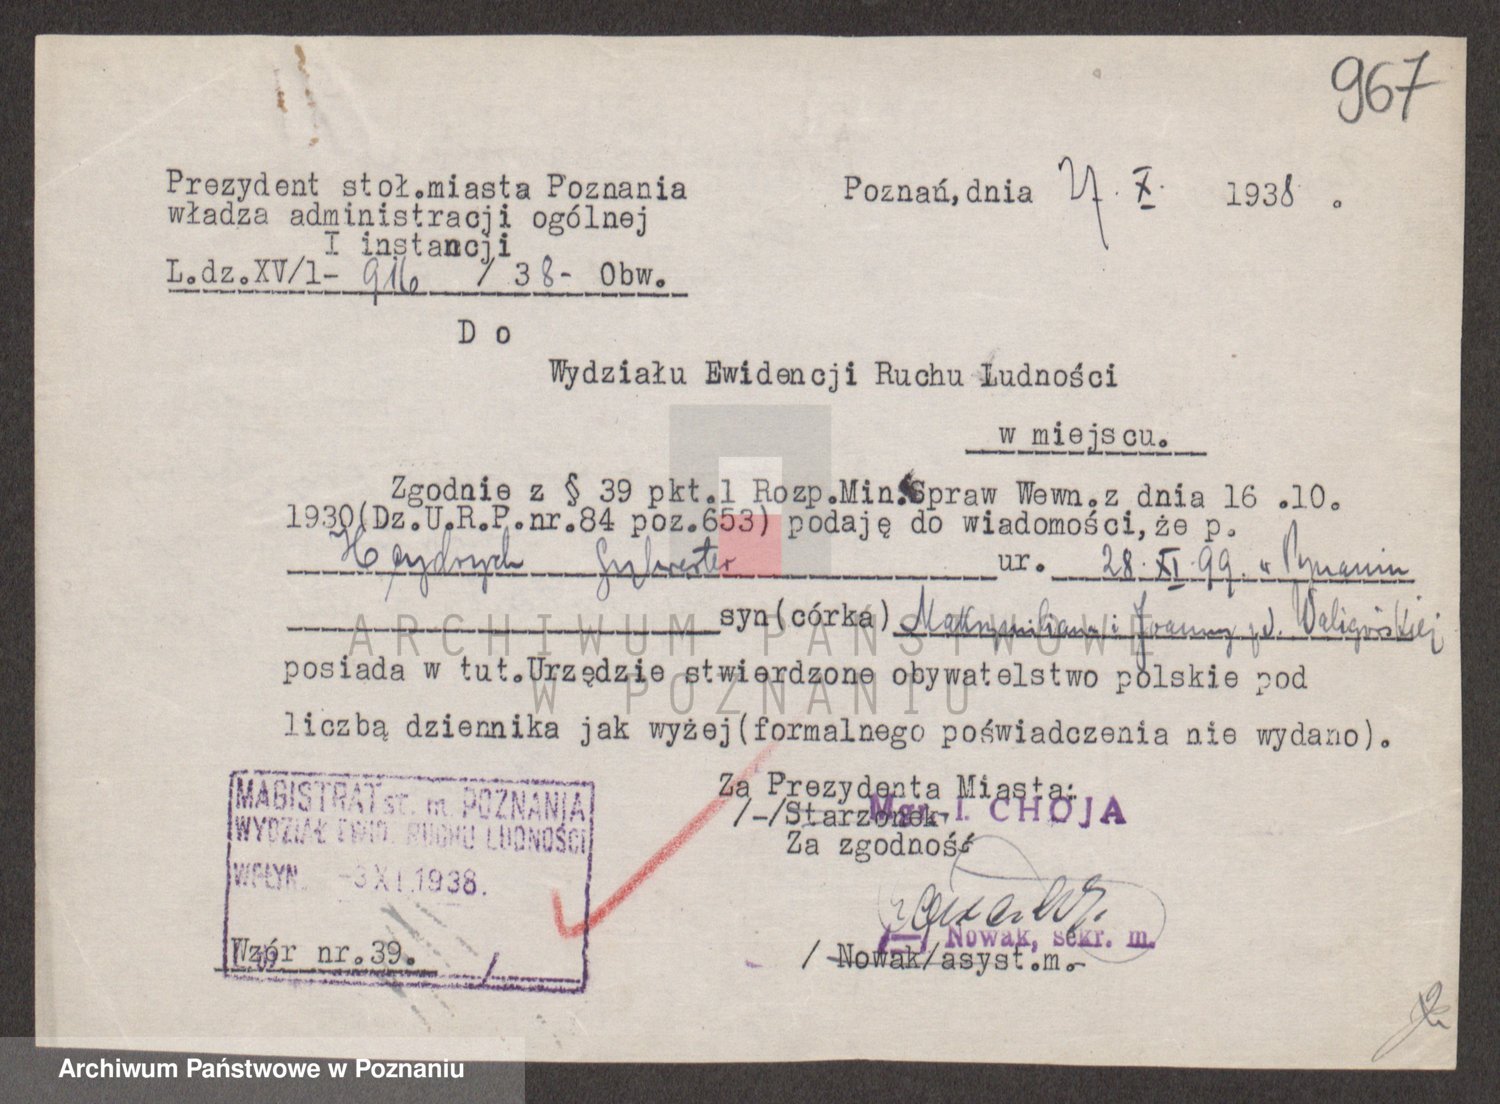 967
Prezydent stoł.miasta Poznania
władza administracji ogólnej
I instancji
L.dz.XV/1- 916 / 38- Obw.
Poznań,dnia 27. X. 1938 .
D o
Wydziału Ewidencji Ruchu Ludności
w miejscu.
Zgodnie z § 39 pkt.1 Rozp.Min.Spraw Wewn.z dnia 16 .10.
1930(Dz.U.R.P.nr.84 poz.653) podaję do wiadomości,że p.
Heydrych Sylwester ur. 28.XI.99. w Poznaniu
syn(córka) Maksymiliana i Joanny z d. Waligórskiej
posiada w tut.Urzędzie stwierdzone obywatelstwo polskie pod
liczbą dziennika jak wyżej(formalnego poświadczenia nie wydano).
Za Prezydenta Miasta:
/-/Starzonek
Mgr. I. CHOJA
Za zgodność
/—/ Nowak, sekr. m.
/ Nowak/asyst.m.-
MAGISTRAT st. m. POZNANIA
WYDZIAŁ EWID. RUCHU LUDNOŚCI
WPŁYN. -3 XI. 1938.
Wzór nr.39.
ARCHIWUM PAŃSTWOWE
W POZNANIU
Archiwum Państwowe w Poznaniu